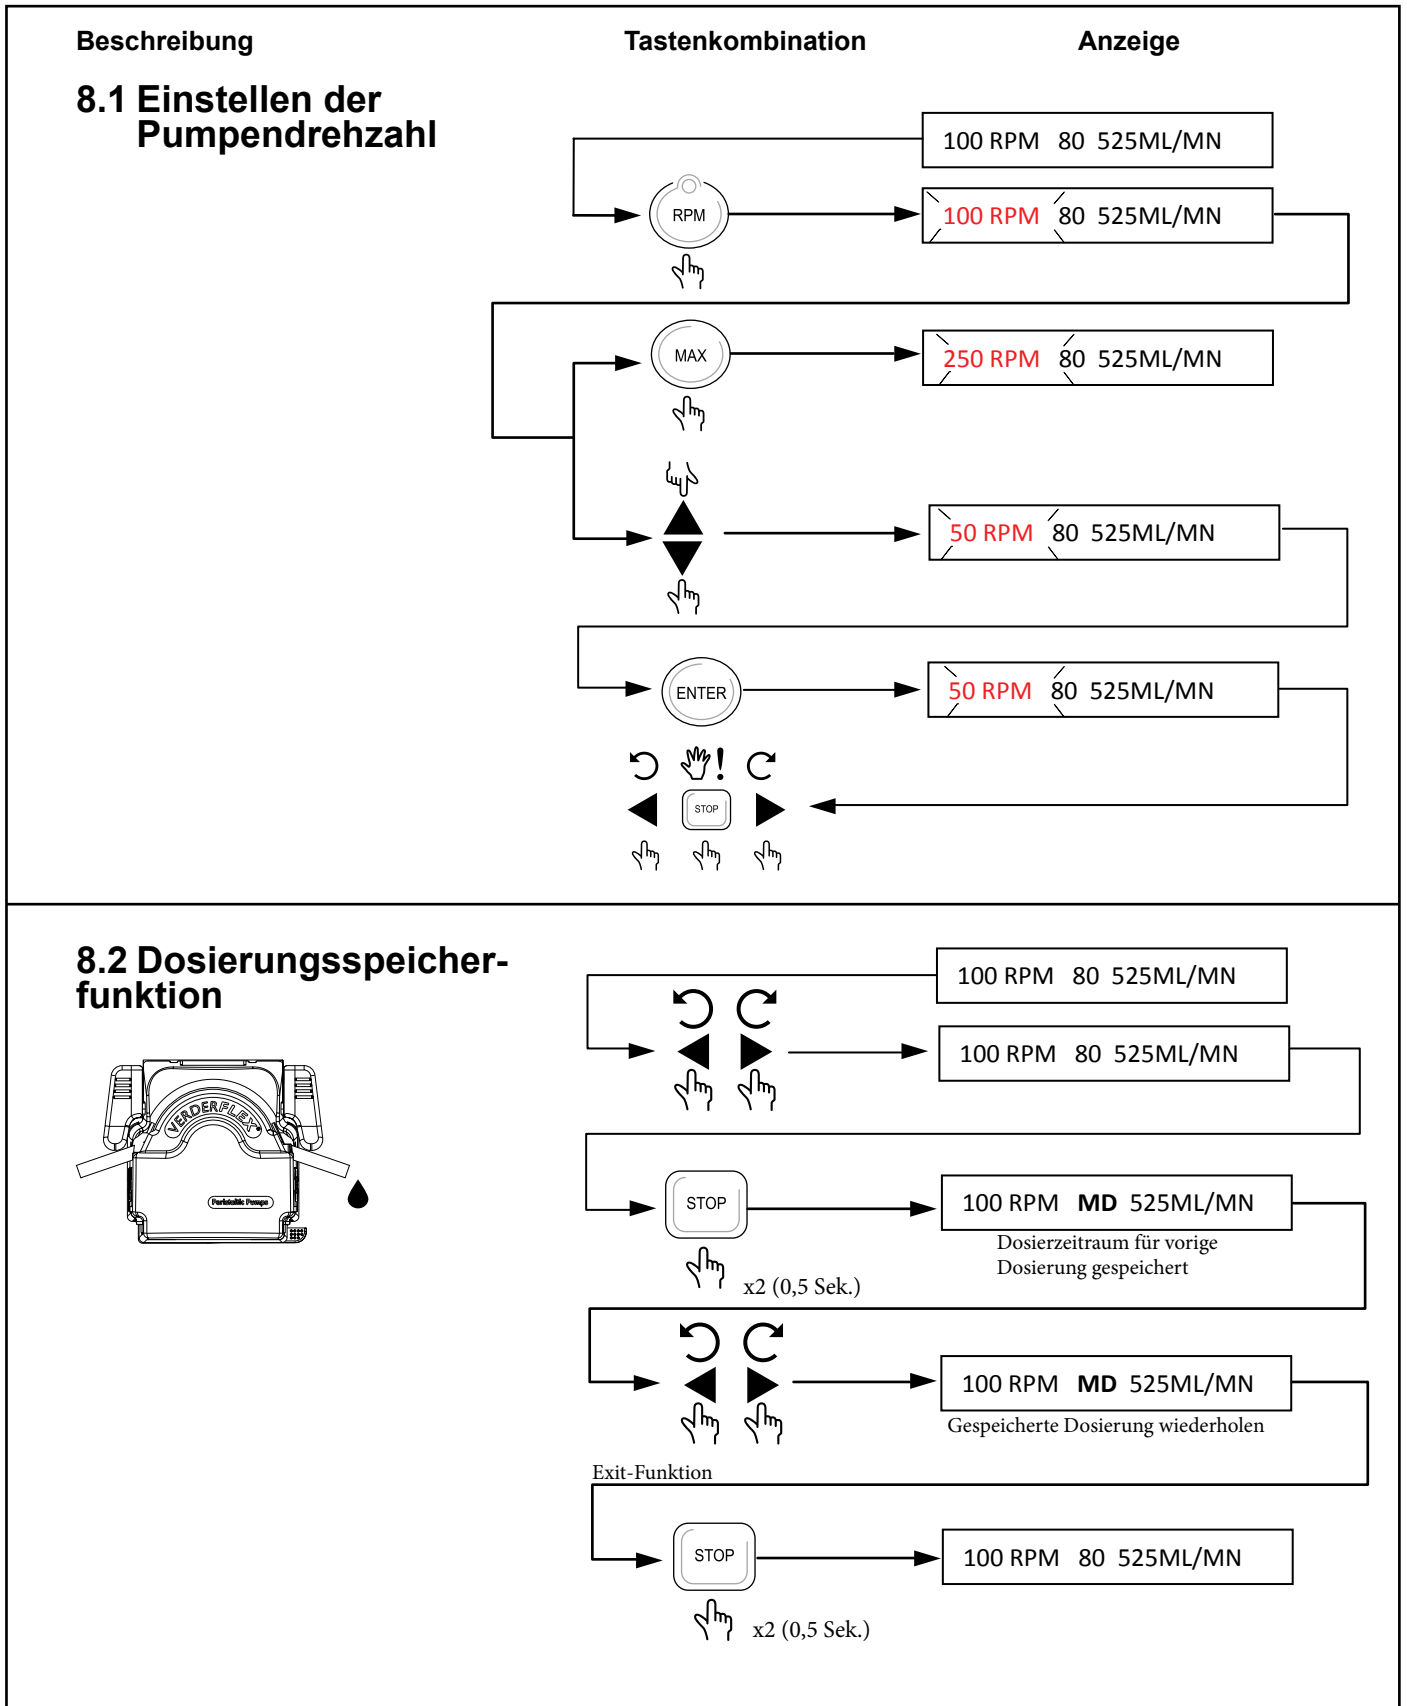 Beschreibung Tastenkombination Anzeige
8.1 Einstellen der
Pumpendrehzahl
100 RPM 80 525ML/MN
RPM
100 RPM 80 525ML/MN
MAX
250 RPM 80 525ML/MN
50 RPM 80 525ML/MN
ENTER
50 RPM 80 525ML/MN
!
STOP
8.2 Dosierungsspeicher-
funktion
100 RPM 80 525ML/MN
100 RPM 80 525ML/MN
VERDERFLEX®
Peristaltic Pumps
STOP
100 RPM MD 525ML/MN
Dosierzeitraum für vorige
Dosierung gespeichert
x2 (0,5 Sek.)
100 RPM MD 525ML/MN
Gespeicherte Dosierung wiederholen
Exit-Funktion
STOP
100 RPM 80 525ML/MN
x2 (0,5 Sek.)